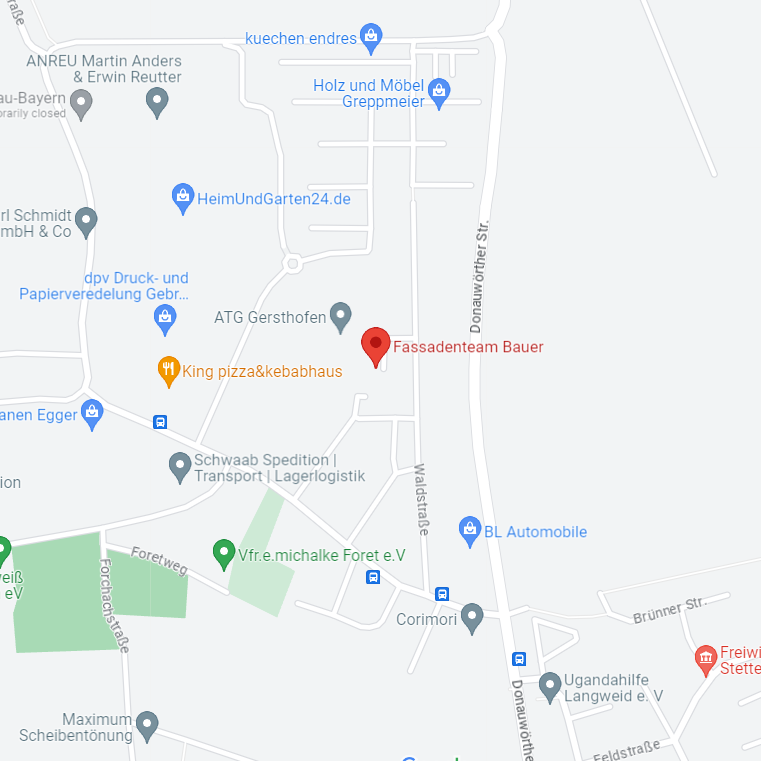 raße
kuechen endres
ANREU Martin Anders
& Erwin Reutter
Holz und Möbel
Greppmeier
au-Bayern
orarily closed
HeimUndGarten24.de
rl Schmidt
mbH & Co
Donauwörther Str.
dpv Druck- und
Papierveredelung Gebr...
ATG Gersthofen
Fassadenteam Bauer
King pizza&kebabhaus
anen Egger
Schwaab Spedition |
Transport | Lagerlogistik
ion
Waldstraße
BL Automobile
Vfr.e.michalke Foret e.V
Foretweg
eiß
eV
Forchachstraße
Corimori
Brünner Str.
Freiwi
Stette
Ugandahilfe
Langweid e. V
Donauwörthe
Maximum
Scheibentönung
Feldstraße